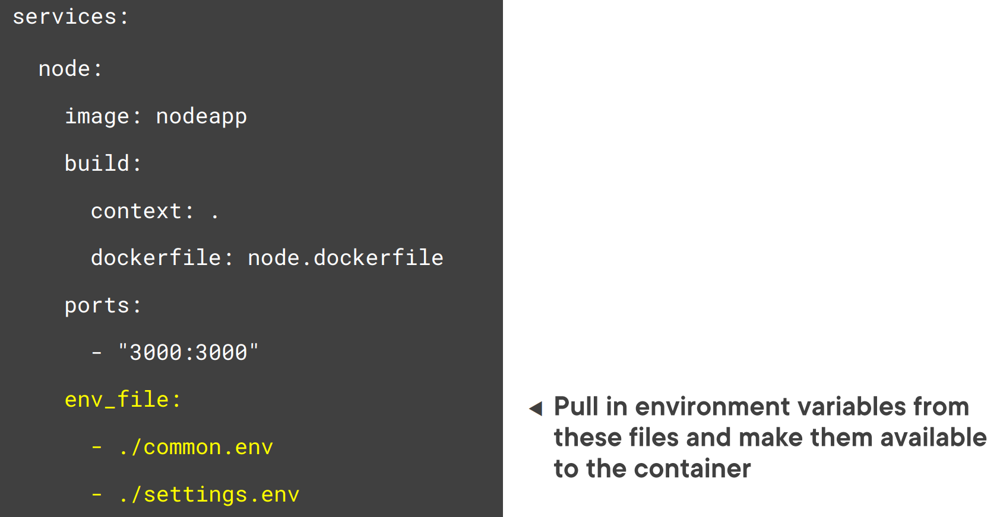 services:
  node:
    image: nodeapp
    build:
      context: .
      dockerfile: node.dockerfile
    ports:
      - "3000:3000"
    env_file:
      - ./common.env
      - ./settings.env
Pull in environment variables from
these files and make them available
to the container